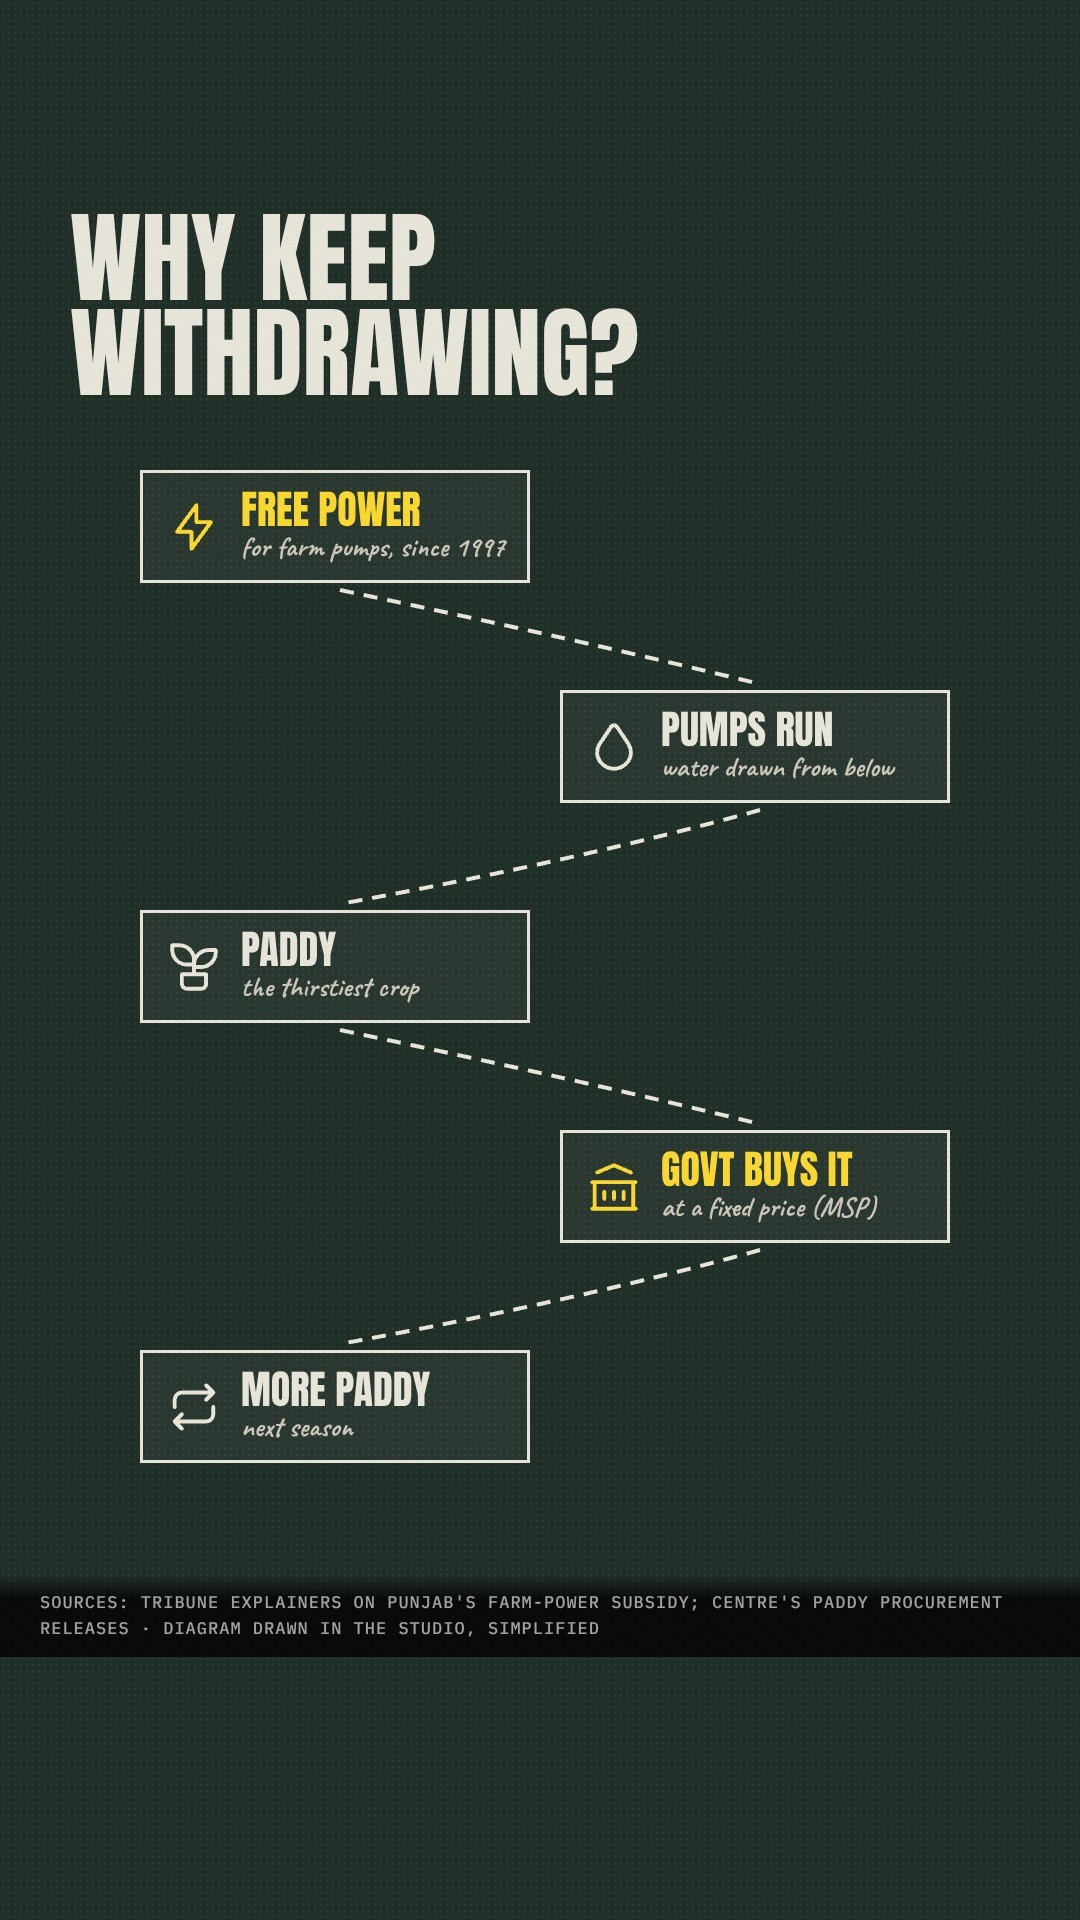 WHY KEEP
WITHDRAWING?
FREE POWER
for farm pumps, since 1997
PUMPS RUN
water drawn from below
PADDY
the thirstiest crop
GOVT BUYS IT
at a fixed price (MSP)
MORE PADDY
next season
SOURCES: TRIBUNE EXPLAINERS ON PUNJAB'S FARM-POWER SUBSIDY; CENTRE'S PADDY PROCUREMENT
RELEASES · DIAGRAM DRAWN IN THE STUDIO, SIMPLIFIED